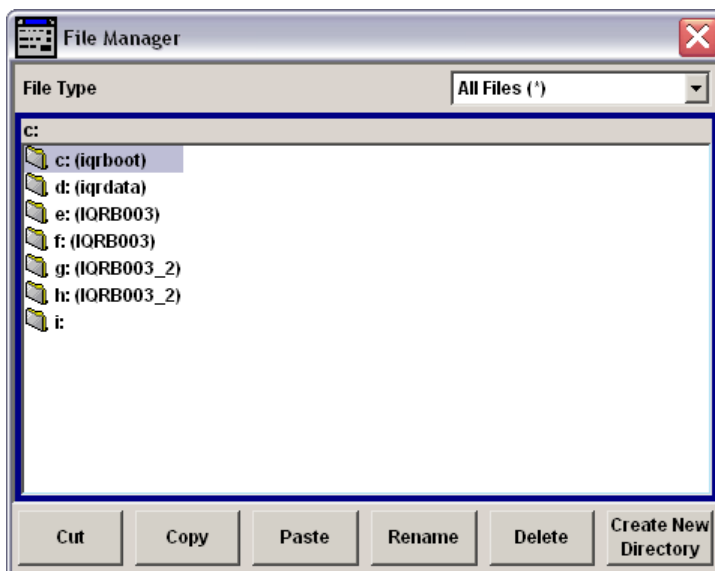 File Manager
File Type
All Files (*)
c:
c: (iqrboot)
d: (iqrdata)
e: (IQRB003)
f: (IQRB003)
g: (IQRB003_2)
h: (IQRB003_2)
i:
Cut
Copy
Paste
Rename
Delete
Create New
Directory